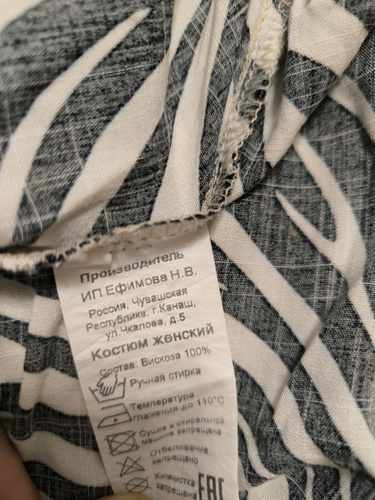 Производитель
ИП Ефимова Н.В.
Россия, Чувашская
Республика, г.Канаш,
ул.Чкалова, д.5
Костюм женский
Состав: Вискоза 100%
Ручная стирка
Температура
глажения до 110°С
Сушка в стиральной
машине запрещена
Отбеливание
запрещено
Химчистка
запрещена
EAC